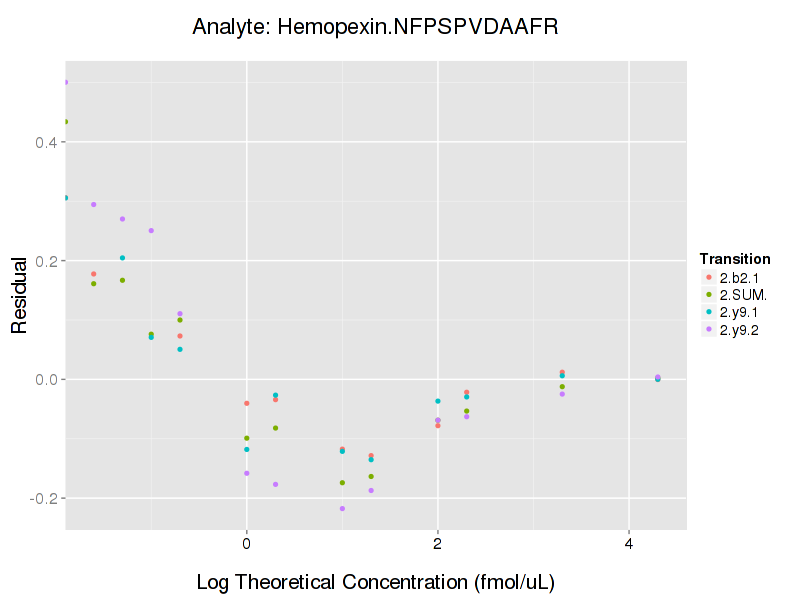 Analyte: Hemopexin.NFPSPVDAAFR
0.4
0.2
0.0
-0.2
Residual
0 2 4
Log Theoretical Concentration (fmol/uL)
Transition
2.b2.1
2.SUM.
2.y9.1
2.y9.2